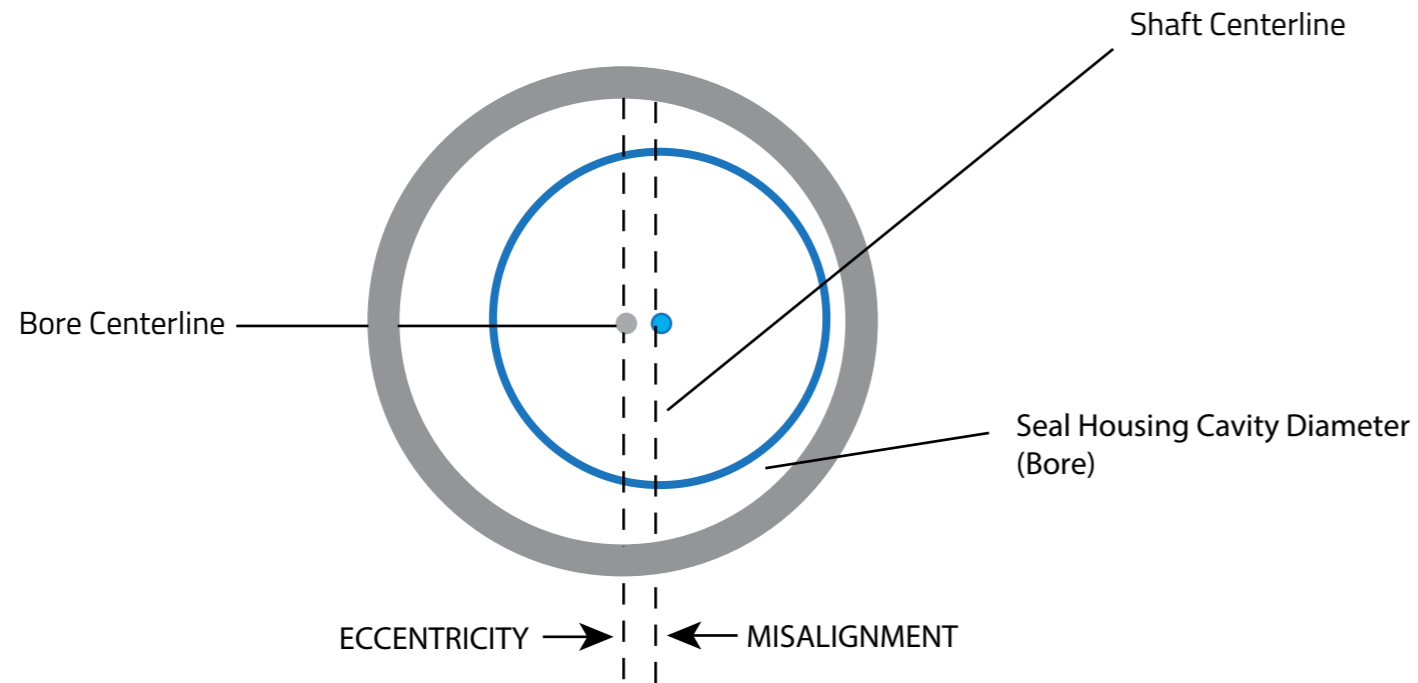 Shaft Centerline
Bore Centerline
Seal Housing Cavity Diameter
(Bore)
ECCENTRICITY
MISALIGNMENT